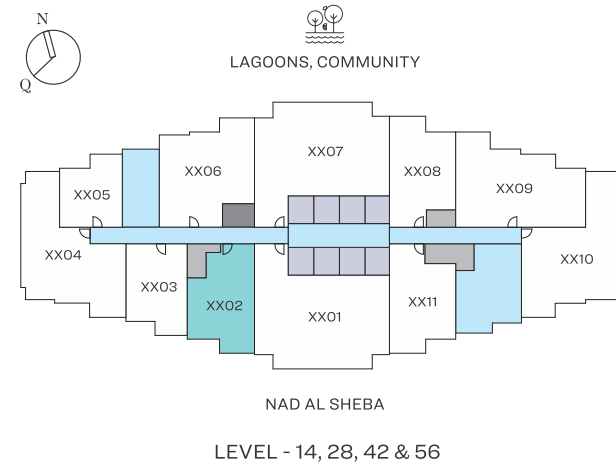 N
Q
LAGOONS, COMMUNITY
XX07
XX06
XX08
XX05
XX09
XX04
XX10
XX03
XX02
XX01
XX11
NAD AL SHEBA
LEVEL - 14, 28, 42 & 56